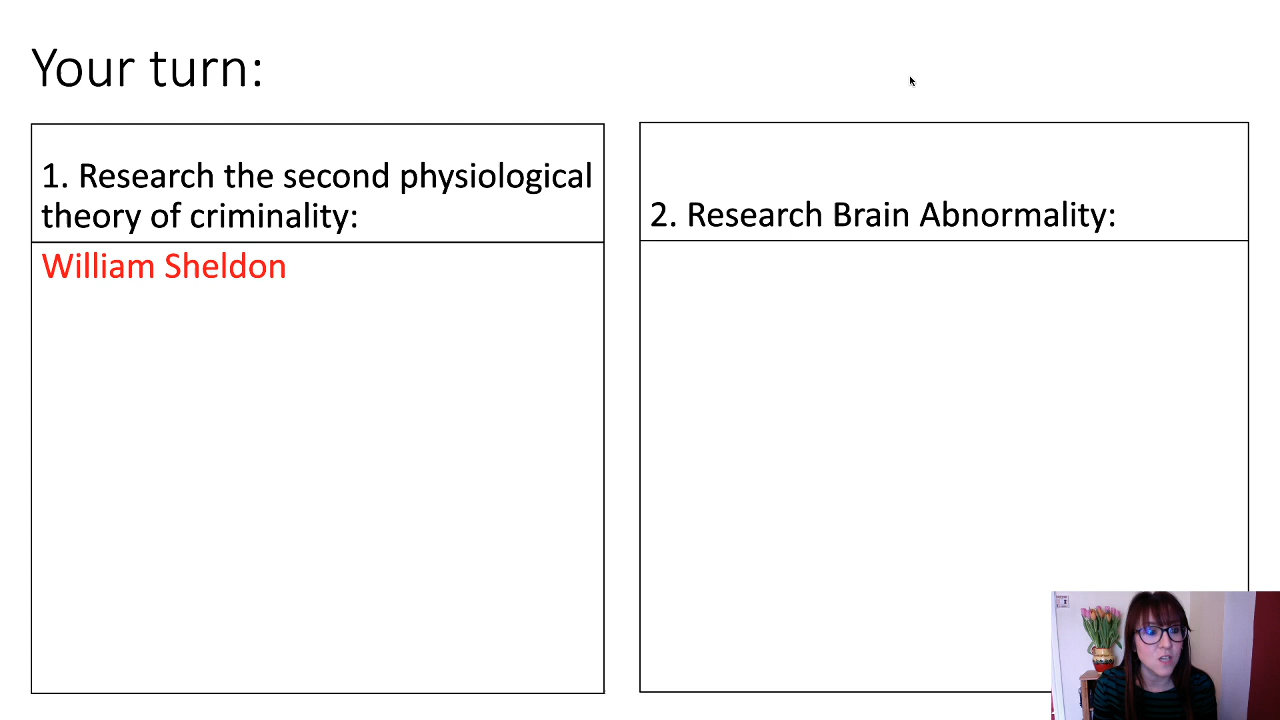 Your turn:
1. Research the second physiological
theory of criminality:
William Sheldon
2. Research Brain Abnormality: